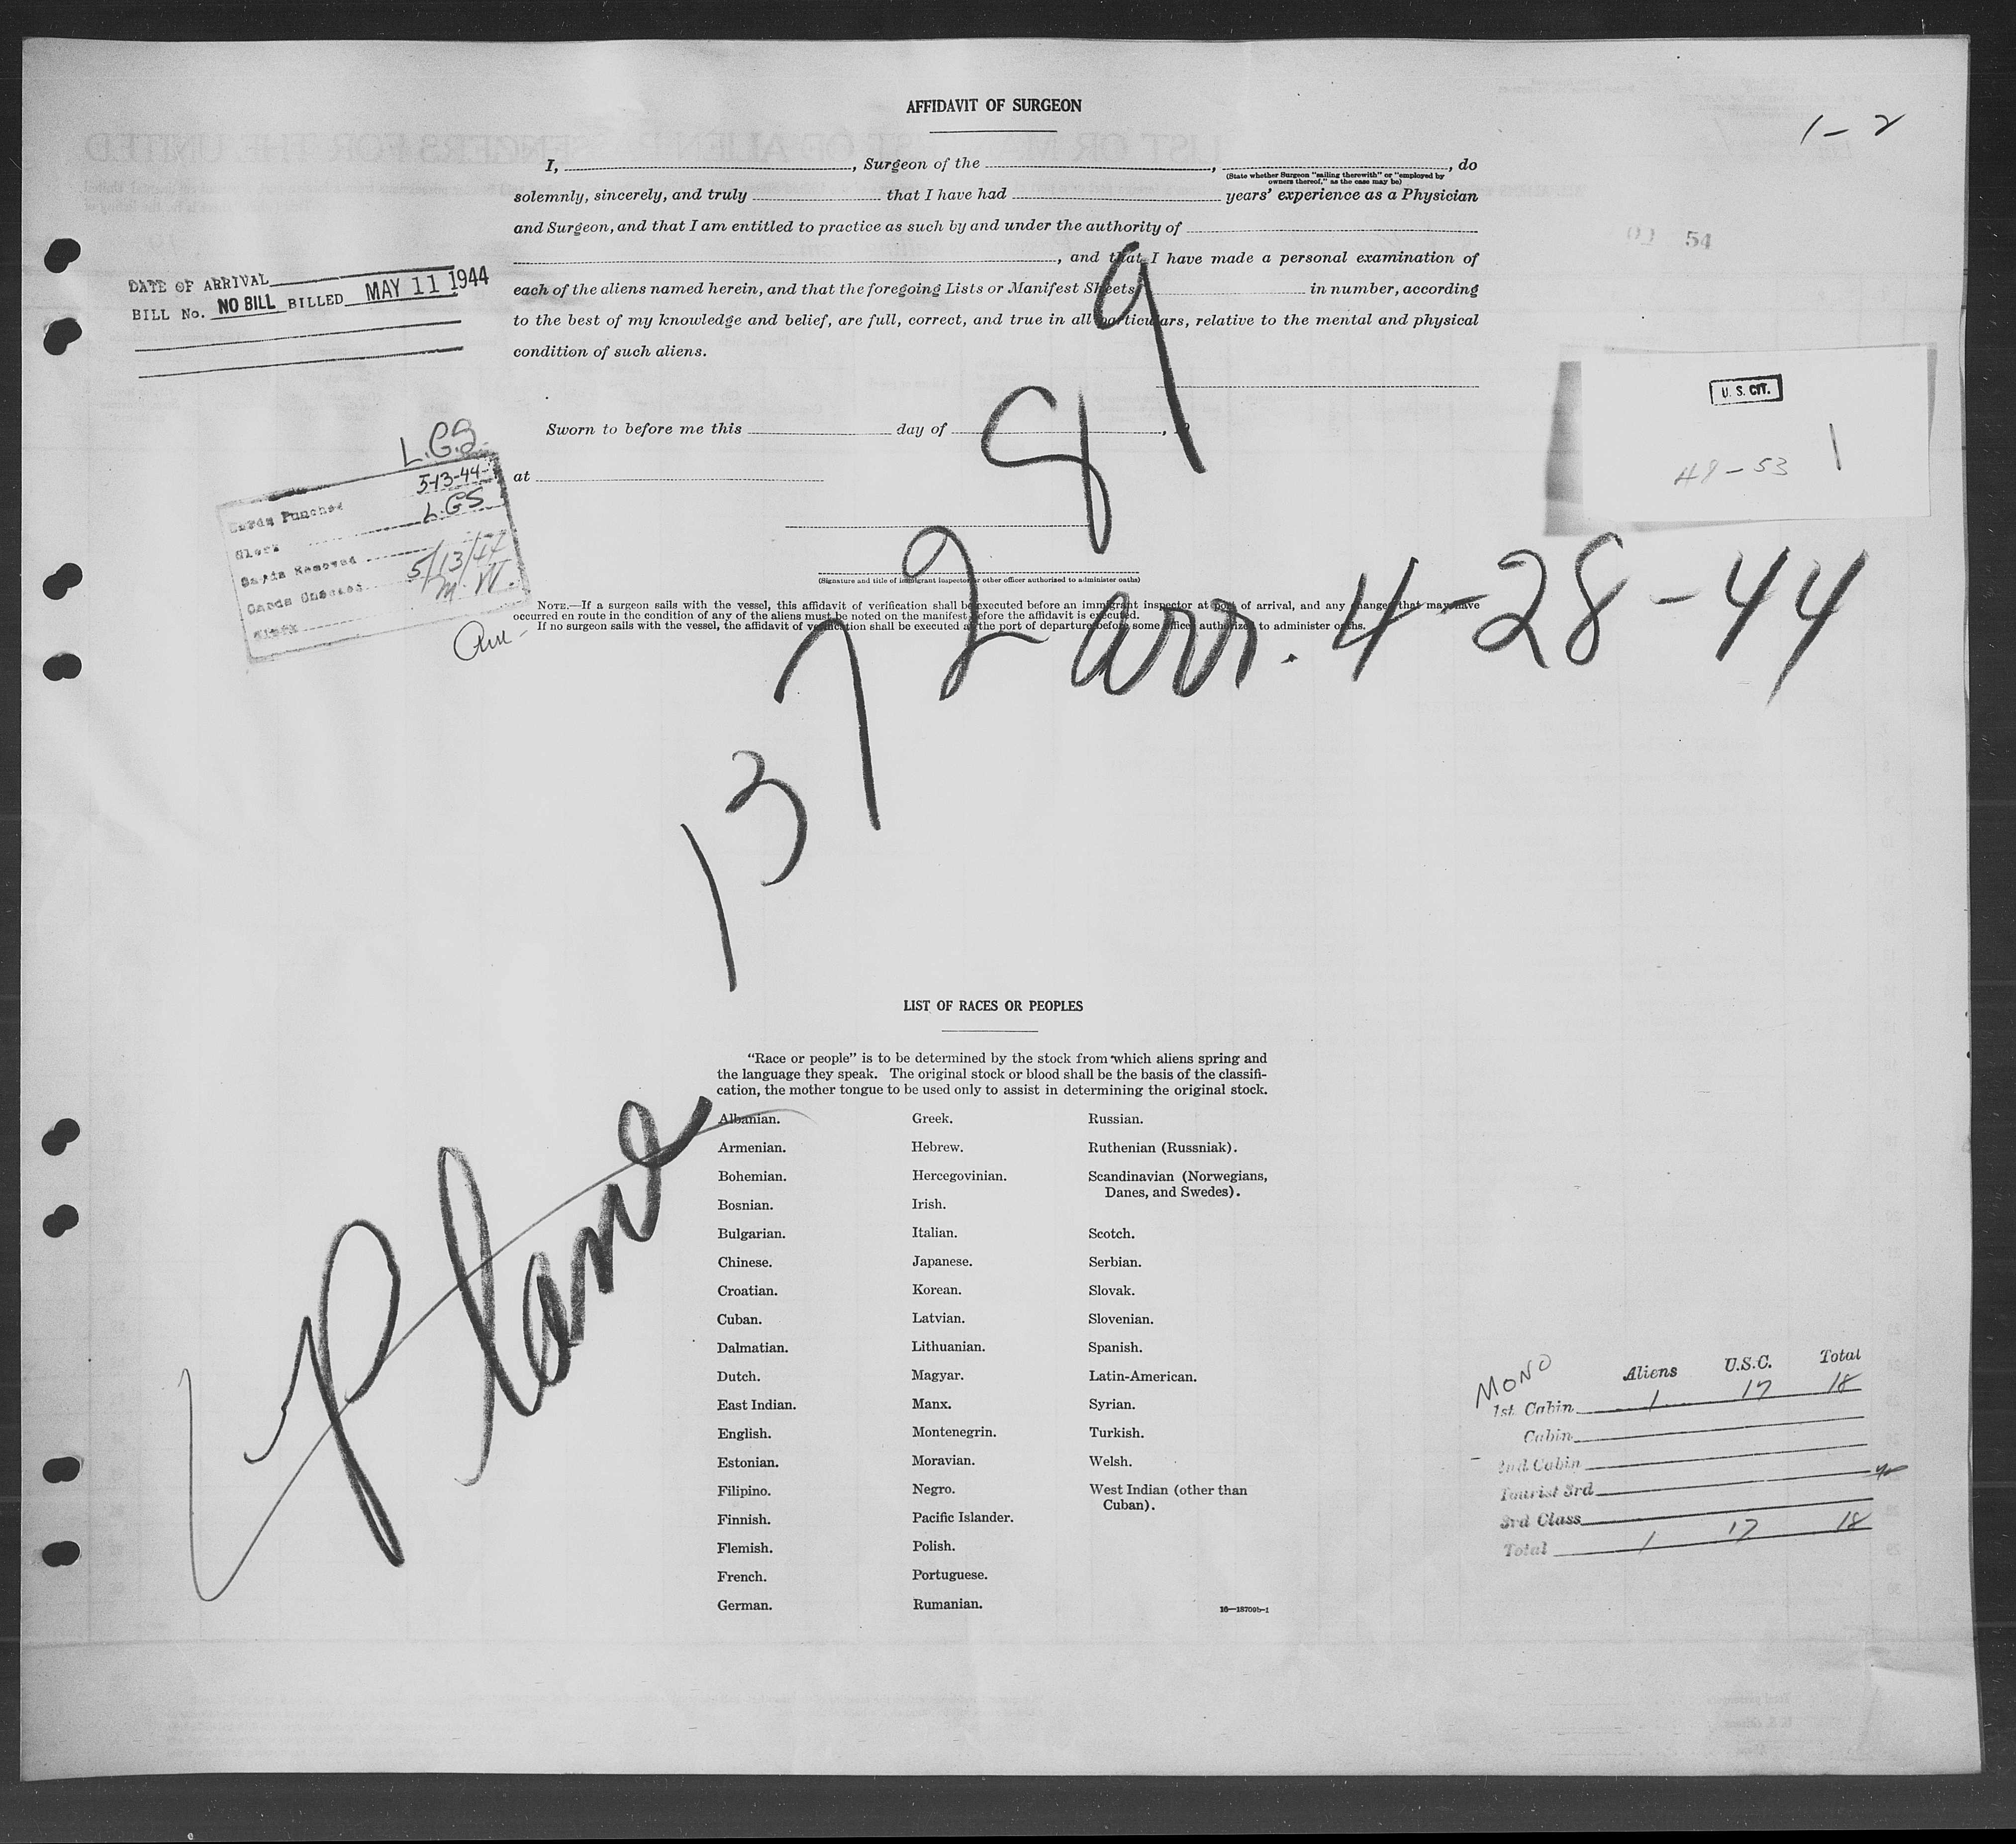 AFFIDAVIT OF SURGEON
1-2
I, , Surgeon of the , , do
(State whether Surgeon "sailing therewith" or "employed by
owners thereof," as the case may be)
solemnly, sincerely, and truly that I have had years' experience as a Physician
and Surgeon, and that I am entitled to practice as such by and under the authority of
, and that I have made a personal examination of
each of the aliens named herein, and that the foregoing Lists or Manifest Sheets, in number, according
to the best of my knowledge and belief, are full, correct, and true in all particulars, relative to the mental and physical
condition of such aliens.
54
DATE OF ARRIVAL
BILL No. NO BILL BILLED MAY 11 1944
U. S. CIT.
49-53 1
Sworn to before me this day of , 19
at
L.G.S.
5-13-44
Cards Punched
L.G.S
Clerk
Cards Removed
5/13/44
Cards Checked
M.W.
Clerk
(Signature and title of immigrant inspector or other officer authorized to administer oaths)
NOTE.—If a surgeon sails with the vessel, this affidavit of verification shall be executed before an immigrant inspector at port of arrival, and any changes that may have
occurred en route in the condition of any of the aliens must be noted on the manifest before the affidavit is executed.
If no surgeon sails with the vessel, the affidavit of verification shall be executed at the port of departure before some officer authorized to administer oaths.
Plane 137289
arr. 4-28-44
LIST OF RACES OR PEOPLES
"Race or people" is to be determined by the stock from which aliens spring and
the language they speak. The original stock or blood shall be the basis of the classifi-
cation, the mother tongue to be used only to assist in determining the original stock.
Albanian.
Armenian.
Bohemian.
Bosnian.
Bulgarian.
Chinese.
Croatian.
Cuban.
Dalmatian.
Dutch.
East Indian.
English.
Estonian.
Filipino.
Finnish.
Flemish.
French.
German.
Greek.
Hebrew.
Hercegovinian.
Irish.
Italian.
Japanese.
Korean.
Latvian.
Lithuanian.
Magyar.
Manx.
Montenegrin.
Moravian.
Negro.
Pacific Islander.
Polish.
Portuguese.
Rumanian.
Russian.
Ruthenian (Russniak).
Scandinavian (Norwegians,
Danes, and Swedes).
Scotch.
Serbian.
Slovak.
Slovenian.
Spanish.
Latin-American.
Syrian.
Turkish.
Welsh.
West Indian (other than
Cuban).
16—18709b-1
MONO
Aliens U.S.C. Total
1st. Cabin 1 17 18
Cabin
2nd Cabin
Tourist 3rd
3rd Class
Total 1 17 18